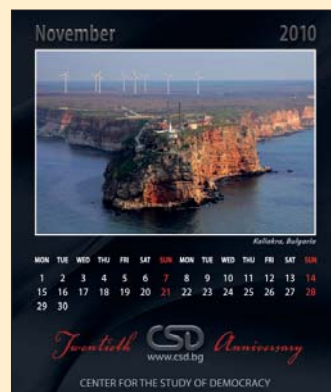 November 2010
Kaliakra, Bulgaria
MON TUE WED THU FRI SAT SUN MON TUE WED THU FRI SAT SUN
1 2 3 4 5 6 7 8 9 10 11 12 13 14
15 16 17 18 19 20 21 22 23 24 25 26 27 28
29 30
Twentieth CSD Anniversary
www.csd.bg
CENTER FOR THE STUDY OF DEMOCRACY